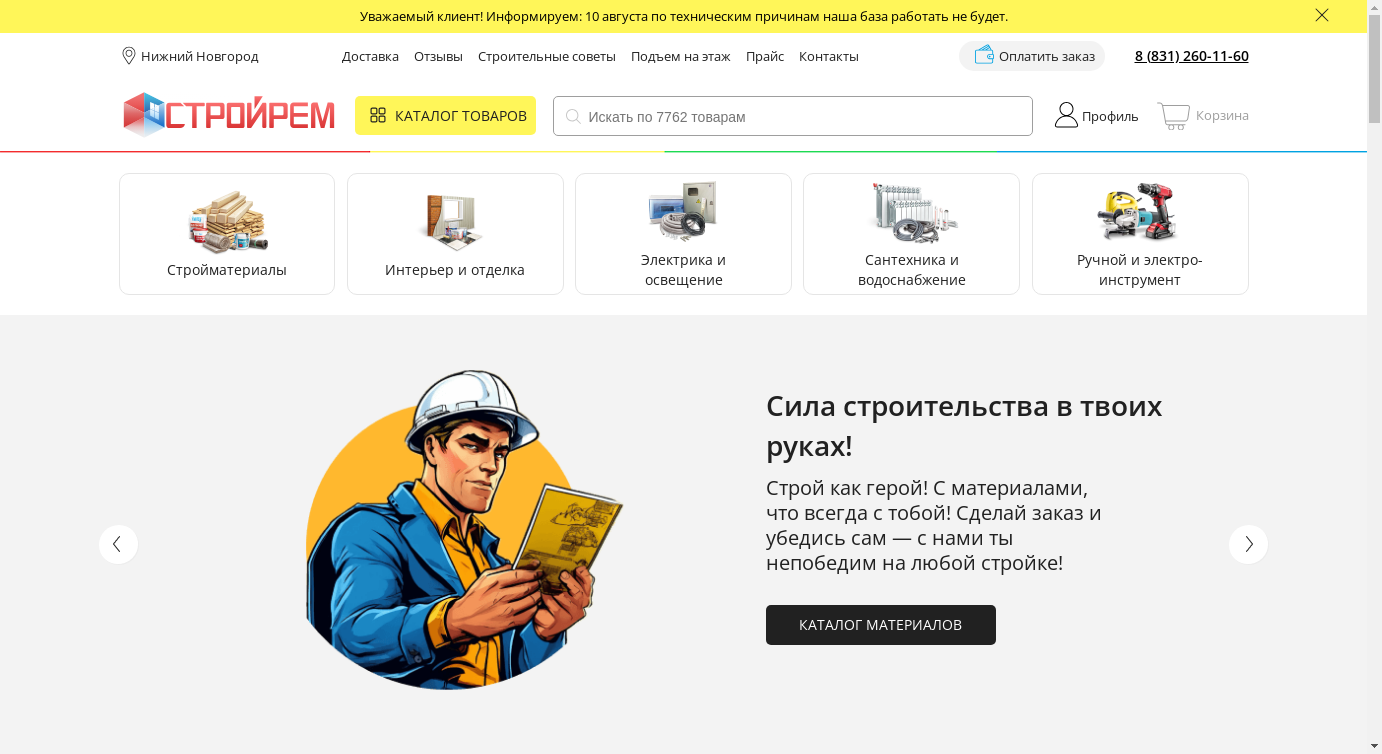 Уважаемый клиент! Информируем: 10 августа по техническим причинам наша база работать не будет.
Нижний Новгород
Доставка
Отзывы
Строительные советы
Подъем на этаж
Прайс
Контакты
Оплатить заказ
8 (831) 260-11-60
СТРОЙРЕМ
КАТАЛОГ ТОВАРОВ
Искать по 7762 товарам
Профиль
Корзина
Стройматериалы
Интерьер и отделка
Электрика и
освещение
Сантехника и
водоснабжение
Ручной и электро-
инструмент
Сила строительства в твоих
руках!
Строй как герой! С материалами,
что всегда с тобой! Сделай заказ и
убедись сам — с нами ты
непобедим на любой стройке!
КАТАЛОГ МАТЕРИАЛОВ